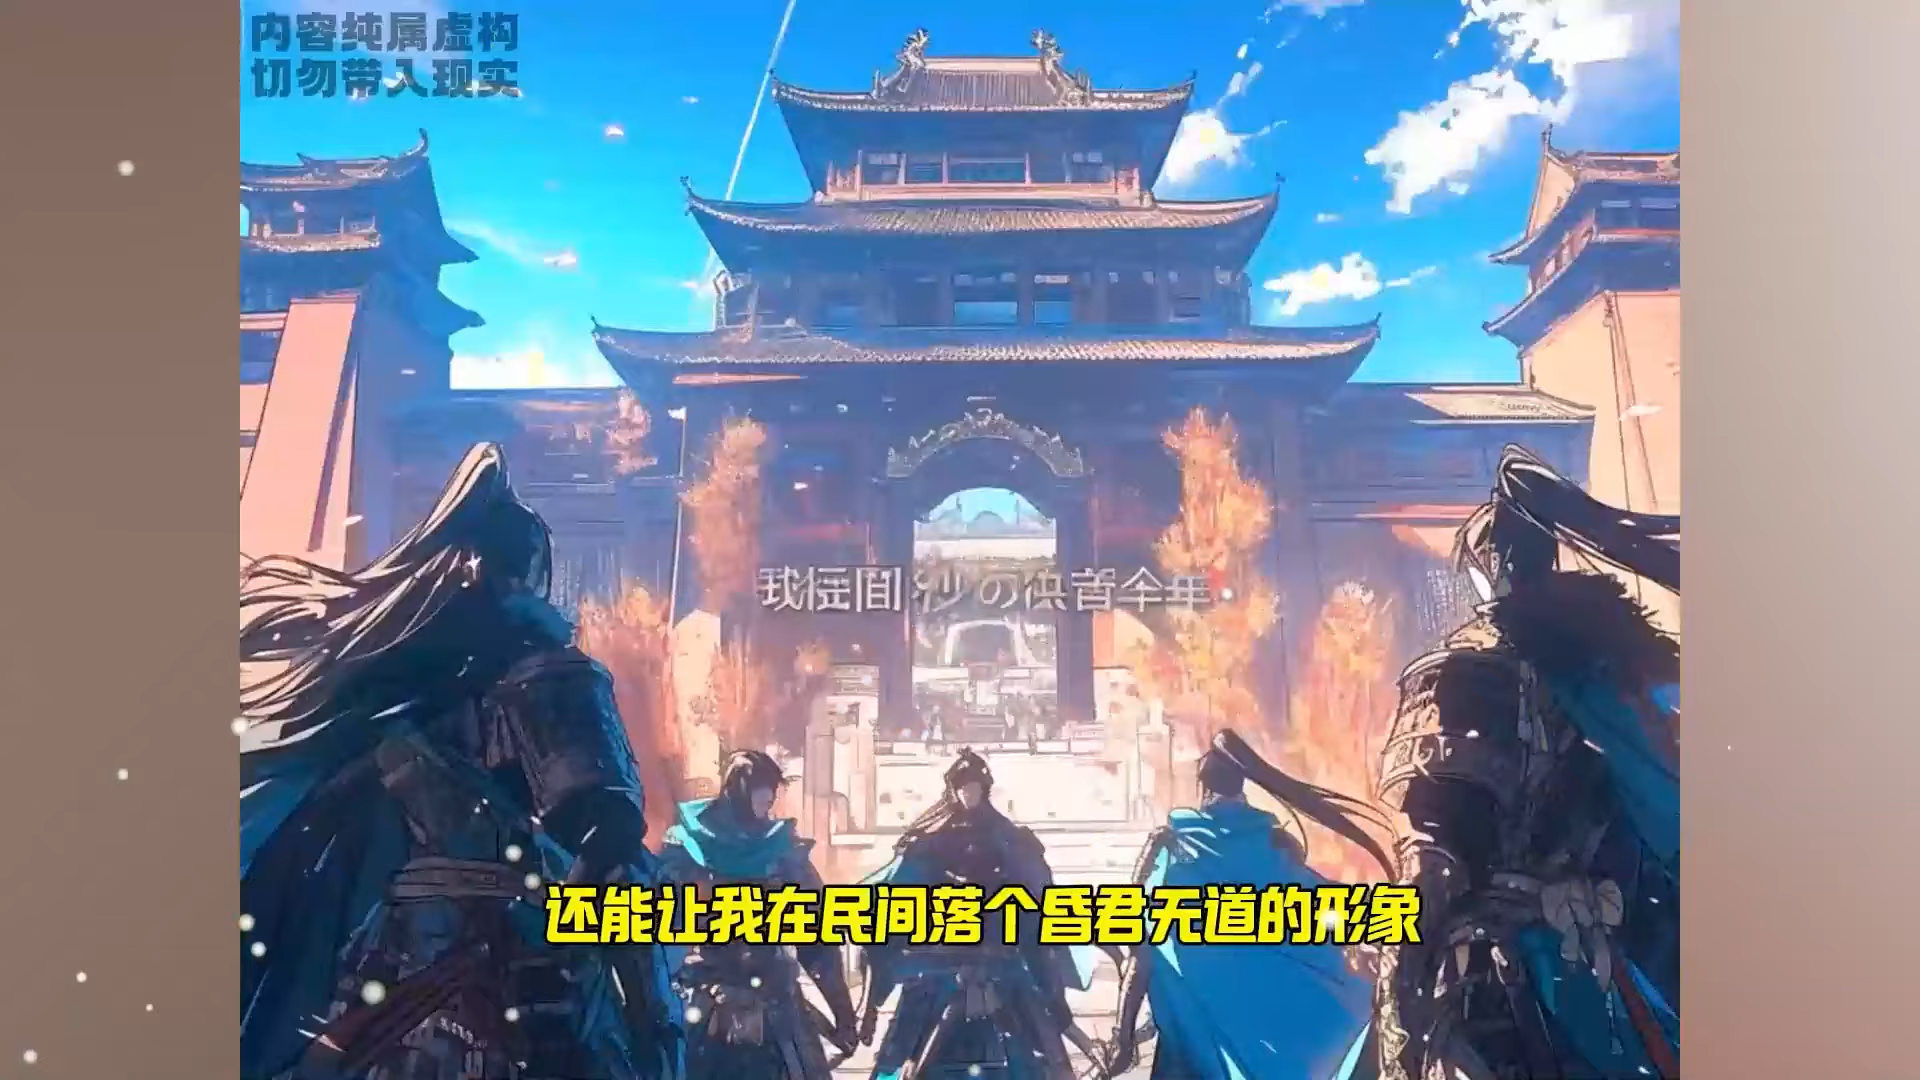 内容纯属虚构
切勿带入现实
还能让我在民间落个昏君无道的形象